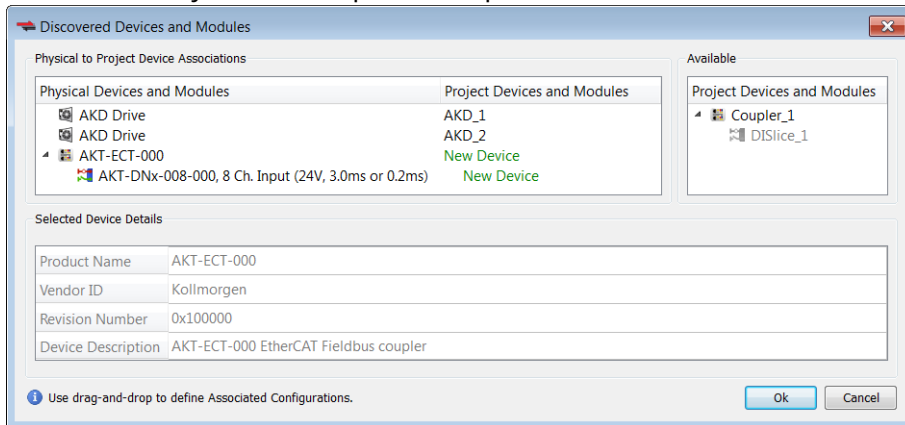 Discovered Devices and Modules
Physical to Project Device Associations
Available
Physical Devices and Modules Project Devices and Modules
Project Devices and Modules
AKD Drive AKD_1
Coupler_1
AKD Drive AKD_2
DISlice_1
AKT-ECT-000 New Device
AKT-DNx-008-000, 8 Ch. Input (24V, 3.0ms or 0.2ms) New Device
Selected Device Details
Product Name AKT-ECT-000
Vendor ID Kollmorgen
Revision Number 0x100000
Device Description AKT-ECT-000 EtherCAT Fieldbus coupler
Use drag-and-drop to define Associated Configurations.
Ok Cancel